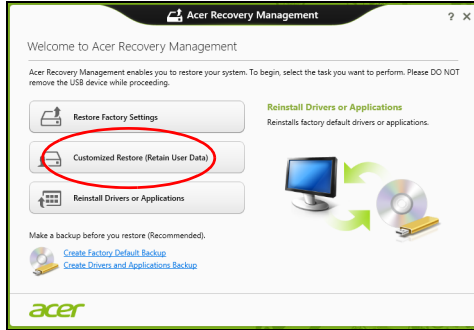 Acer Recovery Management
? X
Welcome to Acer Recovery Management
Acer Recovery Management enables you to restore your system. To begin, select the task you want to perform. Please DO NOT
remove the USB device while proceeding.
Restore Factory Settings
Customized Restore (Retain User Data)
Reinstall Drivers or Applications
Reinstall Drivers or Applications
Reinstalls factory default drivers or applications.
Make a backup before you restore (Recommended).
Create Factory Default Backup
Create Drivers and Applications Backup
acer